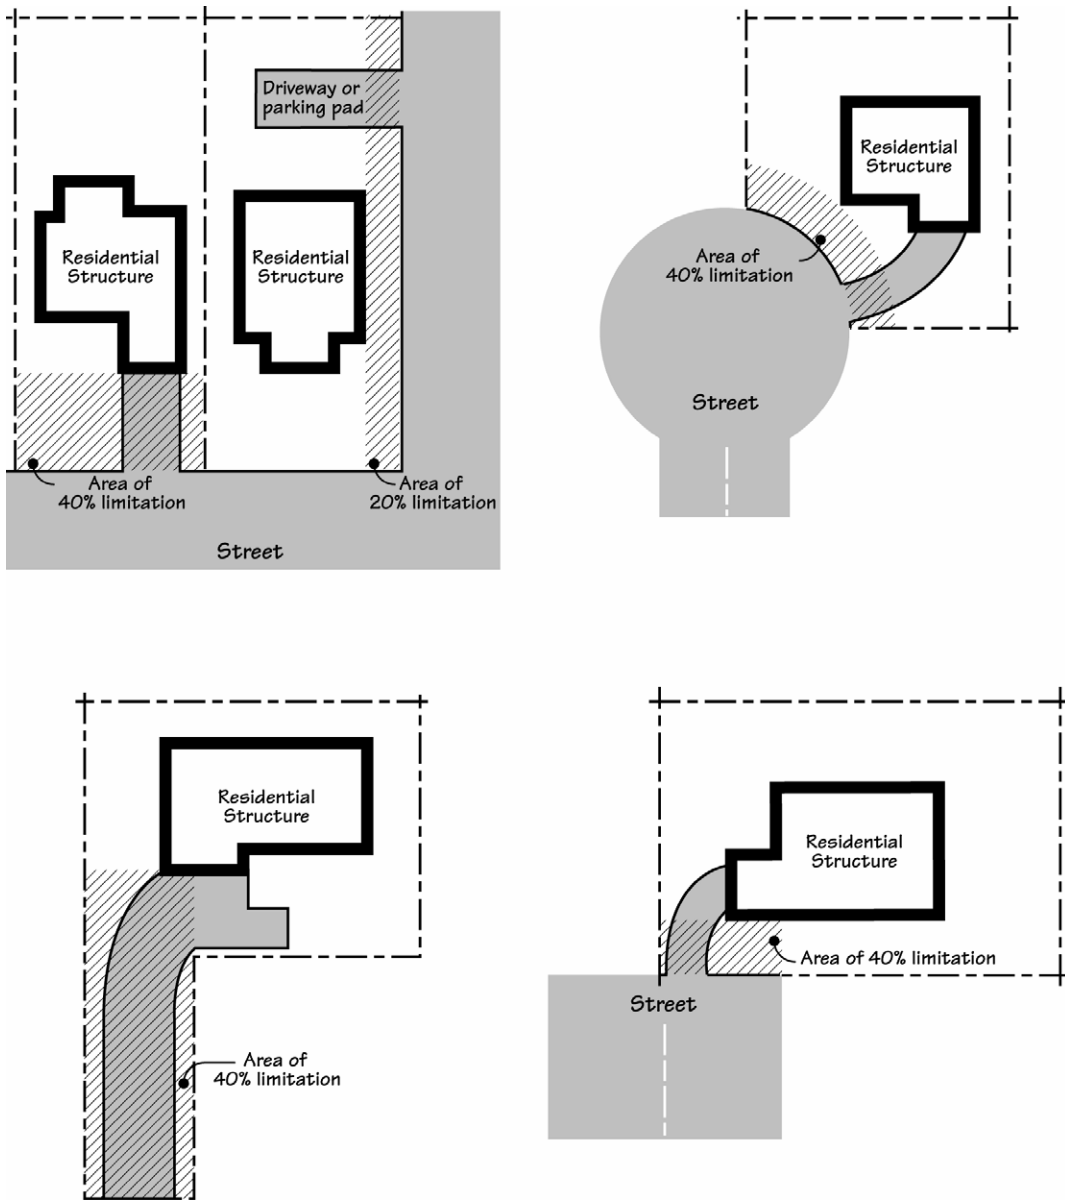 Driveway or
parking pad
Residential
Structure
Residential
Structure
Area of
40% limitation
Area of
20% limitation
Street
Residential
Structure
Area of
40% limitation
Street
Residential
Structure
Area of
40% limitation
Residential
Structure
Area of 40% limitation
Street